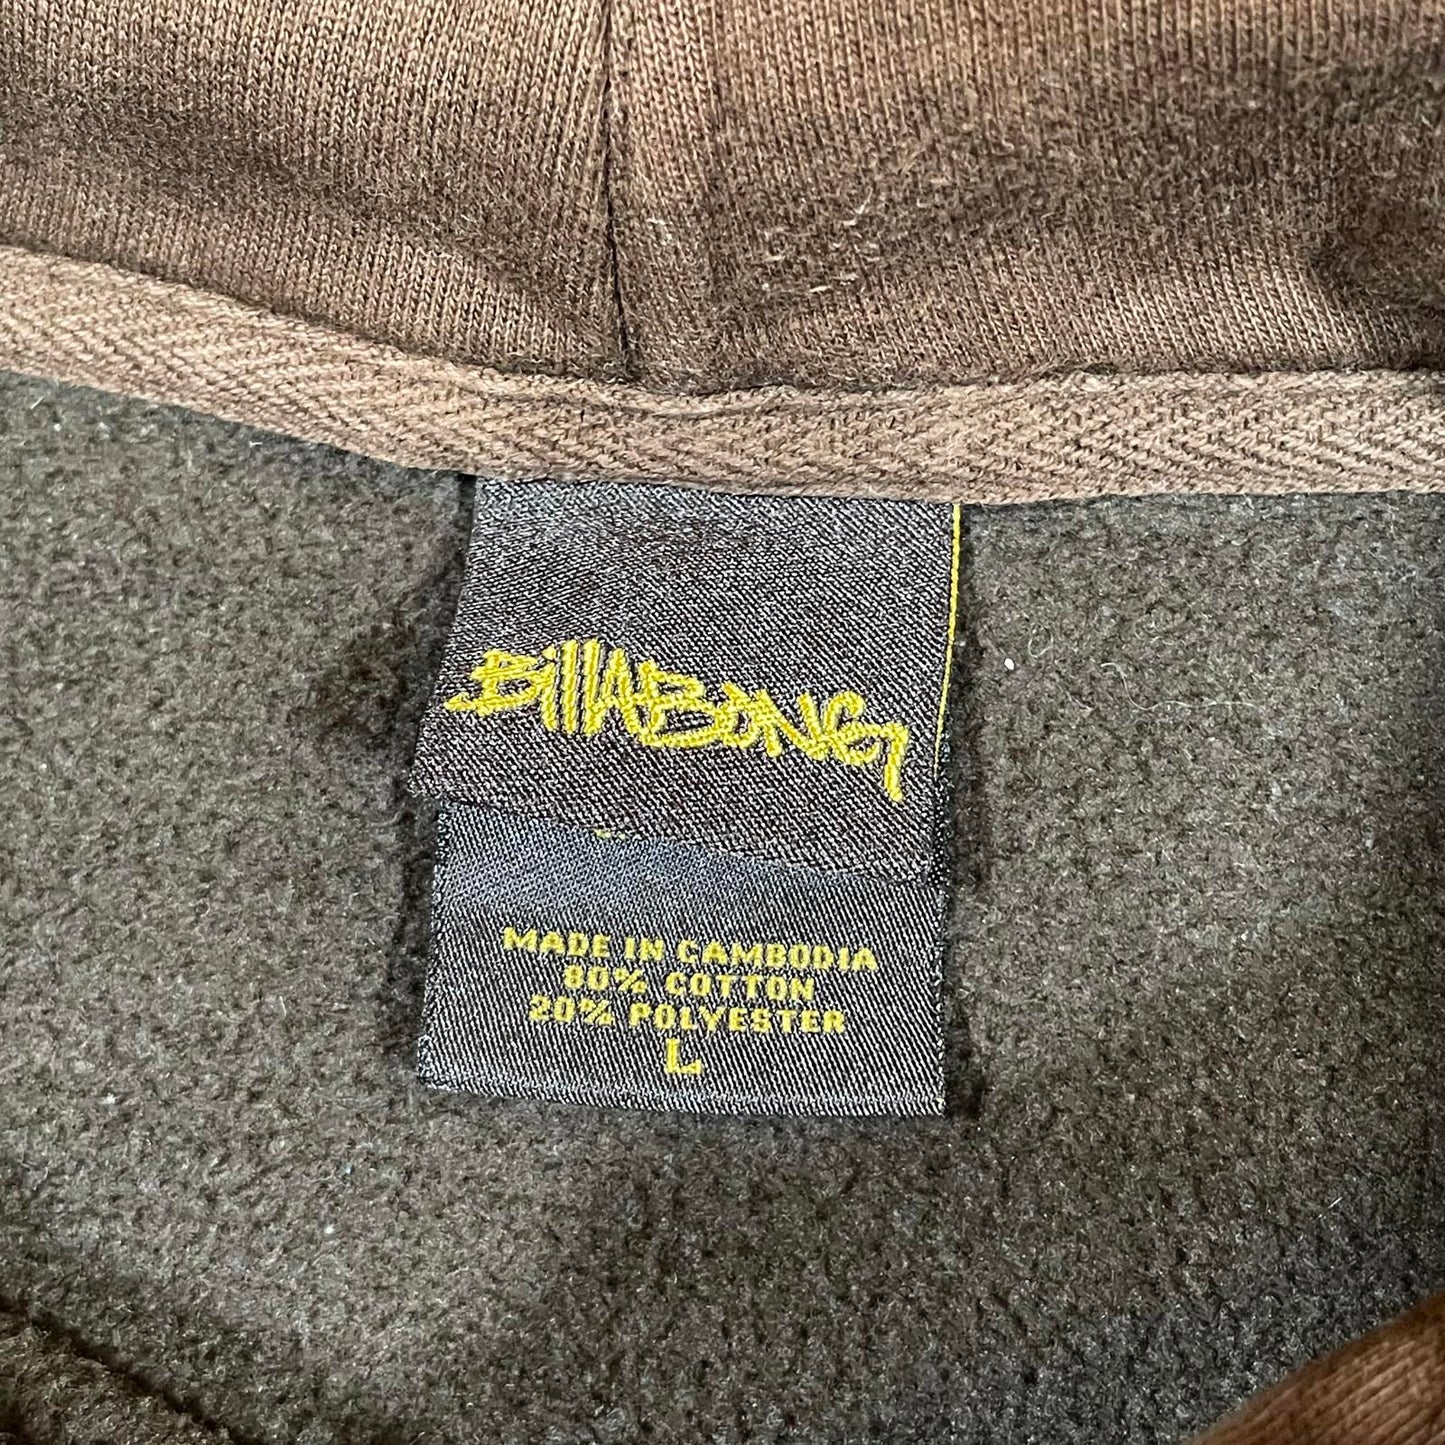 BillABONG
MADE IN CAMBODIA
80% COTTON
20% POLYESTER
L